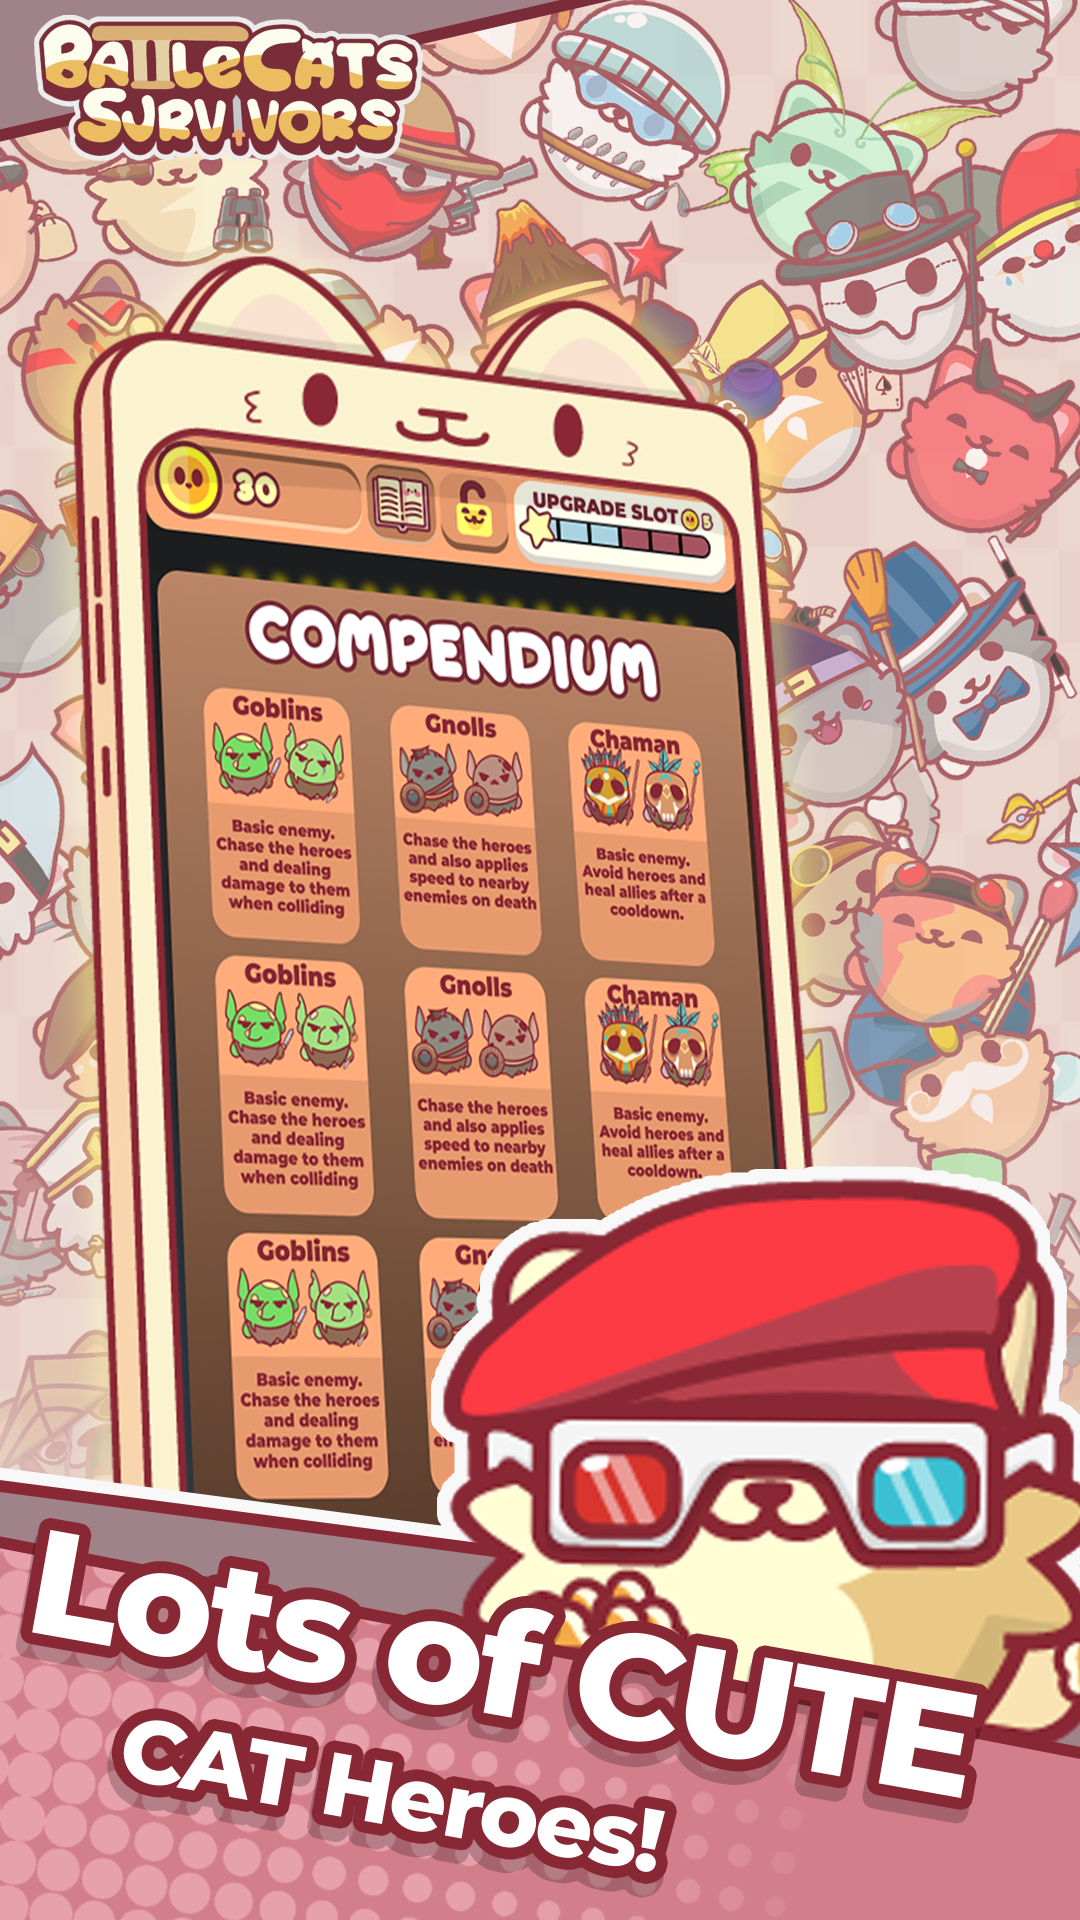 BATTLECATS
SURVIVORS
30
UPGRADE SLOT 5
COMPENDIUM
Goblins
Basic enemy.
Chase the heroes
and dealing
damage to them
when colliding
Gnolls
Chase the heroes
and also applies
speed to nearby
enemies on death
Chaman
Basic enemy.
Avoid heroes and
heal allies after a
cooldown.
Goblins
Basic enemy.
Chase the heroes
and dealing
damage to them
when colliding
Gnolls
Chase the heroes
and also applies
speed to nearby
enemies on death
Chaman
Basic enemy.
Avoid heroes and
heal allies after a
cooldown.
Goblins
Basic enemy.
Chase the heroes
and dealing
damage to them
when colliding
Gn
en
Lots of CUTE
CAT Heroes!